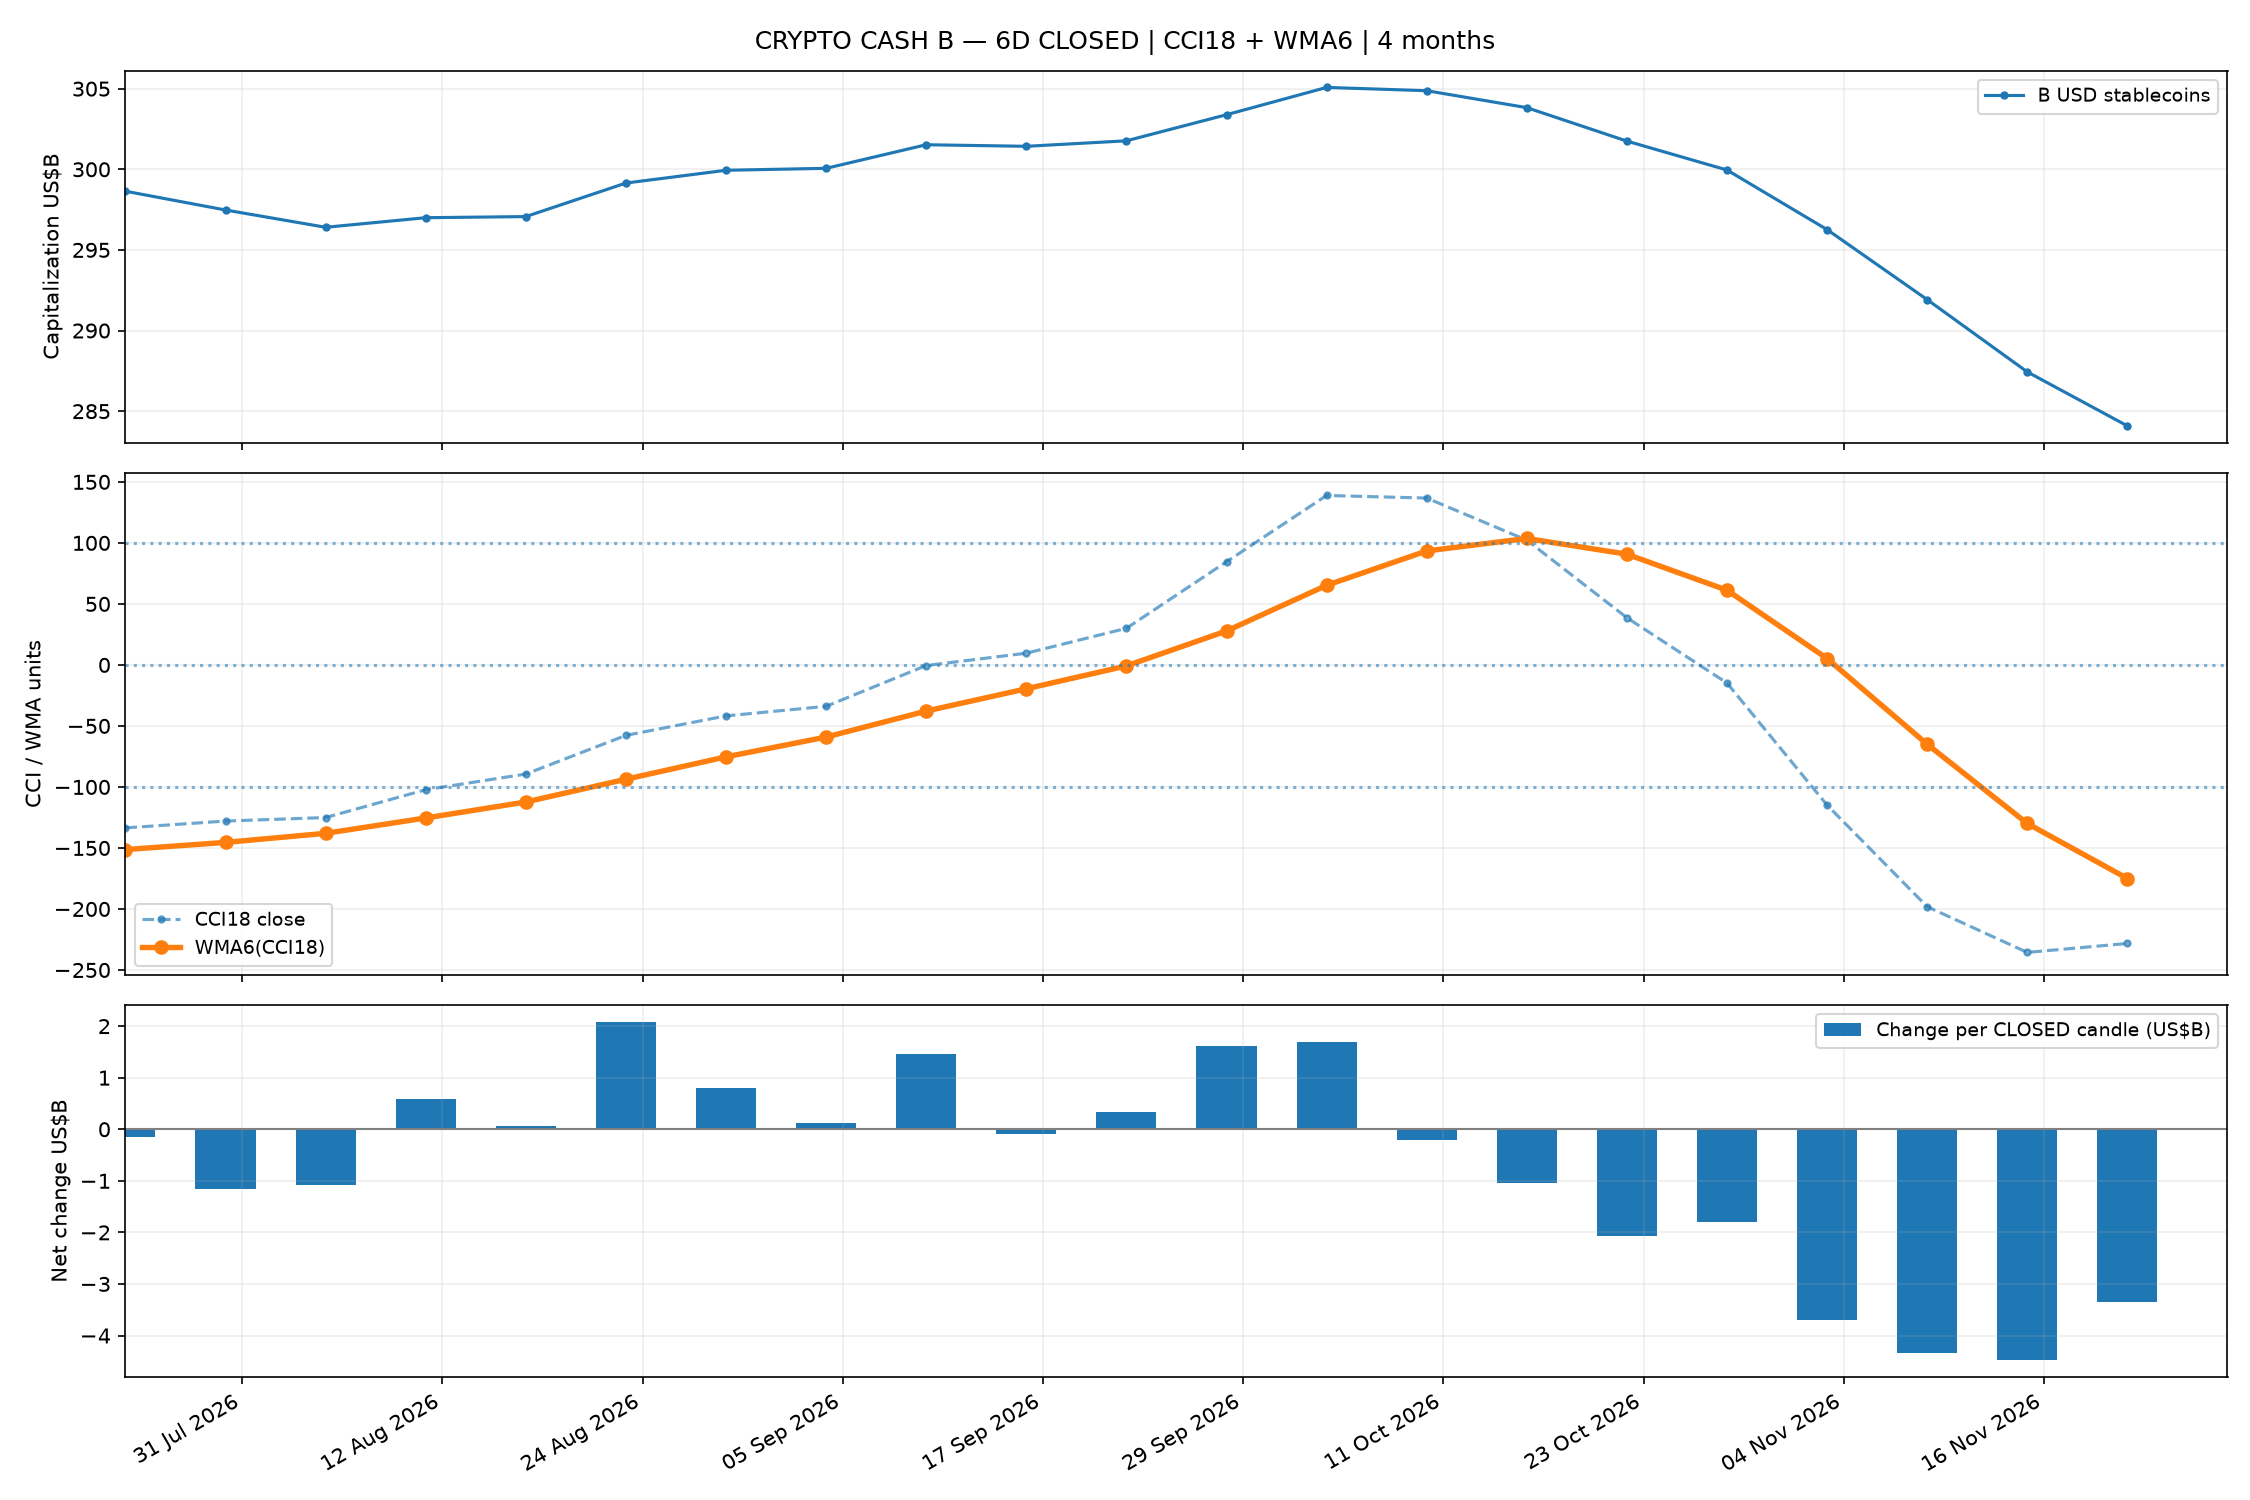 CRYPTO CASH B — 6D CLOSED | CCI18 + WMA6 | 4 months
Capitalization US$B
305
300
295
290
285
B USD stablecoins
CCI / WMA units
150
100
50
0
−50
−100
−150
−200
−250
CCI18 close
WMA6(CCI18)
Net change US$B
2
1
0
−1
−2
−3
−4
Change per CLOSED candle (US$B)
31 Jul 2026
12 Aug 2026
24 Aug 2026
05 Sep 2026
17 Sep 2026
29 Sep 2026
11 Oct 2026
23 Oct 2026
04 Nov 2026
16 Nov 2026